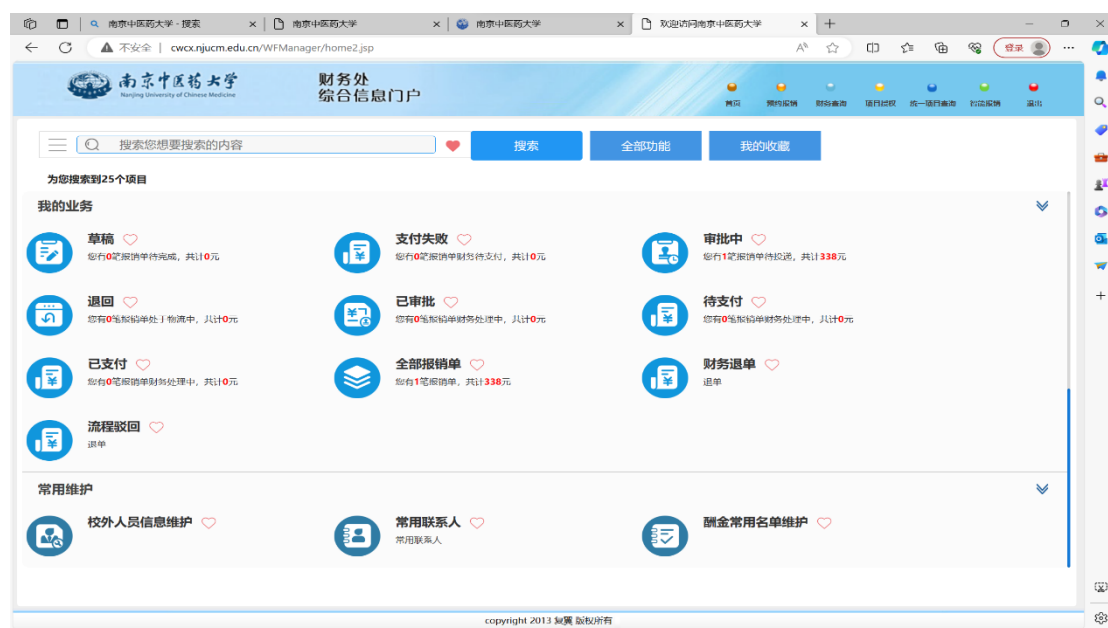 南京中医药大学 - 搜索
南京中医药大学
南京中医药大学
欢迎访问南京中医药大学
不安全 | cwcx.njucm.edu.cn/WFManager/home2.jsp
登录
南京中医药大学
Nanjing University of Chinese Medicine
财务处
综合信息门户
首页 预约报销 财务查询 项目授权 统一项目查询 智能报销 退出
搜索您想要搜索的内容
搜索
全部功能
我的收藏
为您搜索到25个项目
我的业务
草稿
您有0笔报销单待完成，共计0元
支付失败
您有0笔报销单财务待支付，共计0元
审批中
您有1笔报销单待投递，共计338元
退回
您有0笔报销单处于物流中，共计0元
已审批
您有0笔报销单财务处理中，共计0元
待支付
您有0笔报销单财务处理中，共计0元
已支付
您有0笔报销单财务处理中，共计0元
全部报销单
您有1笔报销单，共计338元
财务退单
退单
流程驳回
退单
常用维护
校外人员信息维护
常用联系人
常用联系人
酬金常用名单维护
copyright 2013 复翼 版权所有